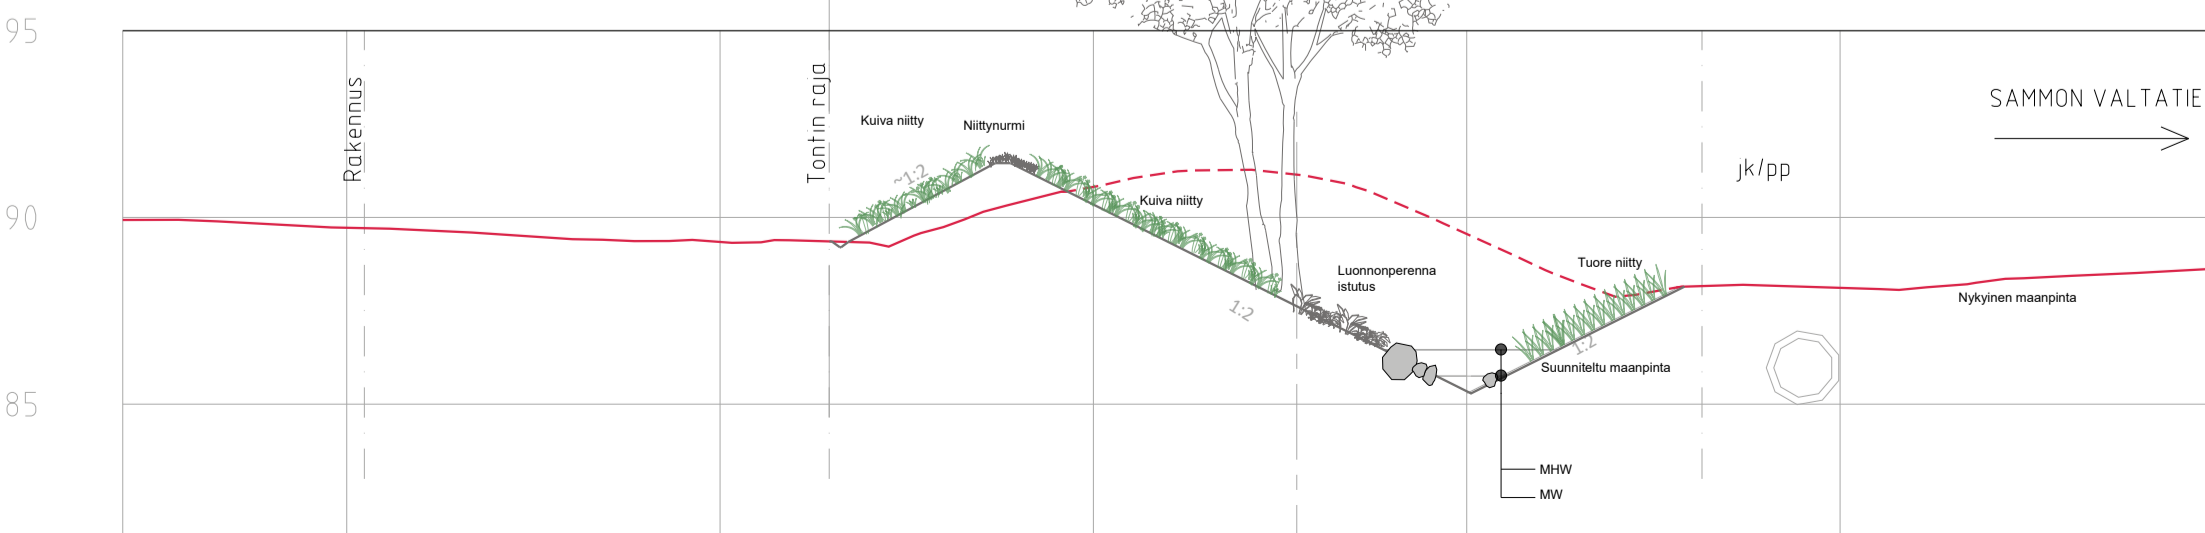 95
Rakennus
Tontin raja
SAMMON VALTATIE
Kuiva niitty
Niittynurmi
~1:2
jk/pp
Kuiva niitty
90
Tuore niitty
Luonnonperenna
istutus
Nykyinen maanpinta
1:2
1:2
Suunniteltu maanpinta
85
MHW
MW